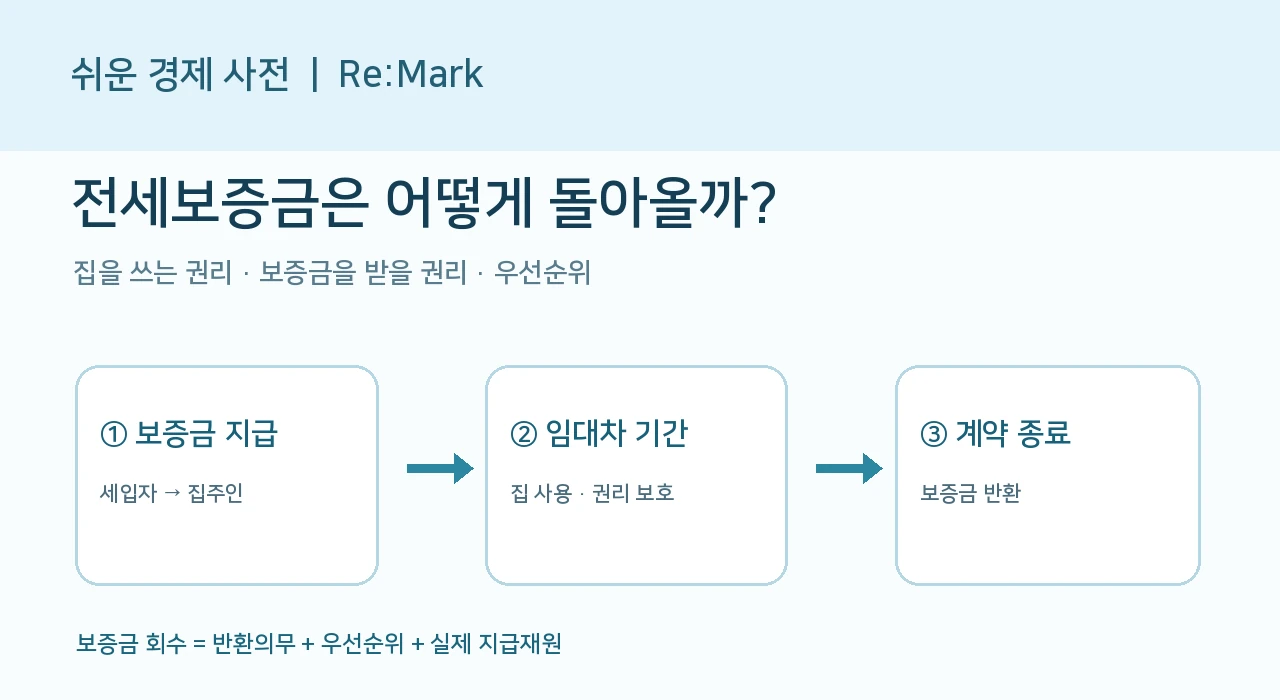 쉬운 경제 사전 | Re:Mark
전세보증금은 어떻게 돌아올까?
집을 쓰는 권리 · 보증금을 받을 권리 · 우선순위
① 보증금 지급
세입자 → 집주인
② 임대차 기간
집 사용 · 권리 보호
③ 계약 종료
보증금 반환
보증금 회수 = 반환의무 + 우선순위 + 실제 지급재원